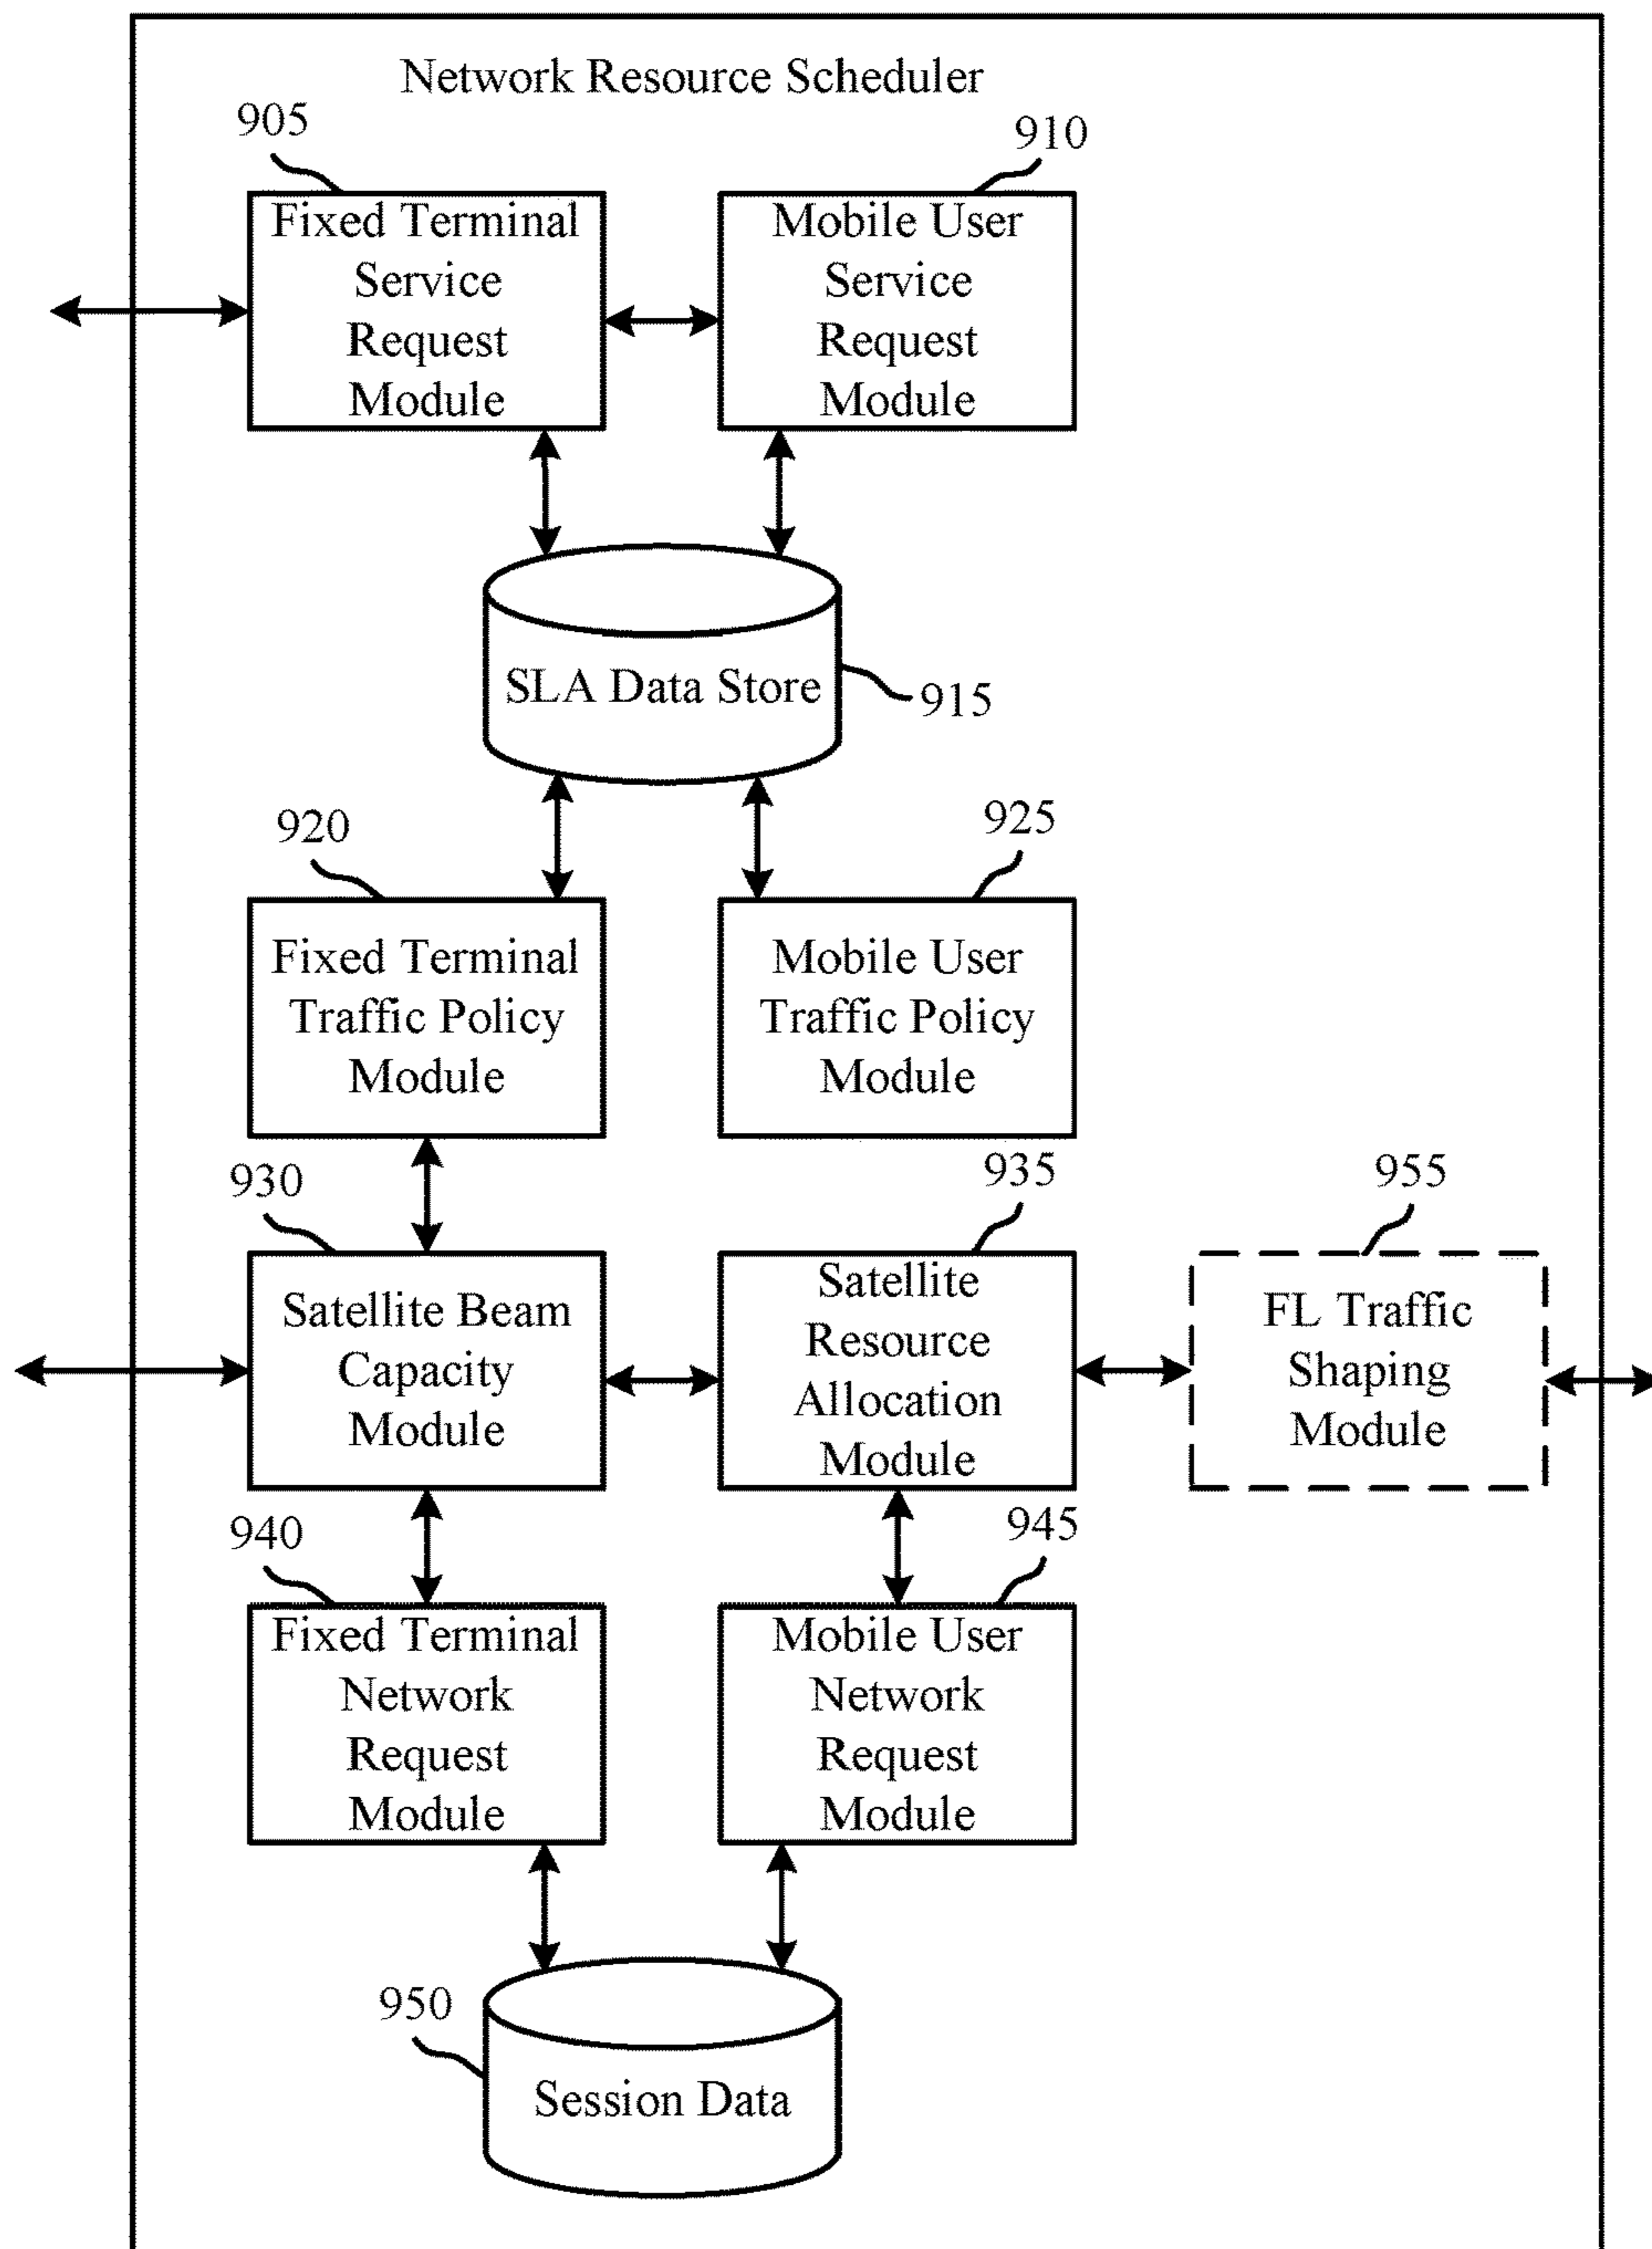 Network Resource Scheduler
905
910
Fixed Terminal
Service
Request
Module
Mobile User
Service
Request
Module
SLA Data Store
915
920
925
Fixed Terminal
Traffic Policy
Module
Mobile User
Traffic Policy
Module
930
935
955
Satellite Beam
Capacity
Module
Satellite
Resource
Allocation
Module
FL Traffic
Shaping
Module
940
945
Fixed Terminal
Network
Request
Module
Mobile User
Network
Request
Module
950
Session Data